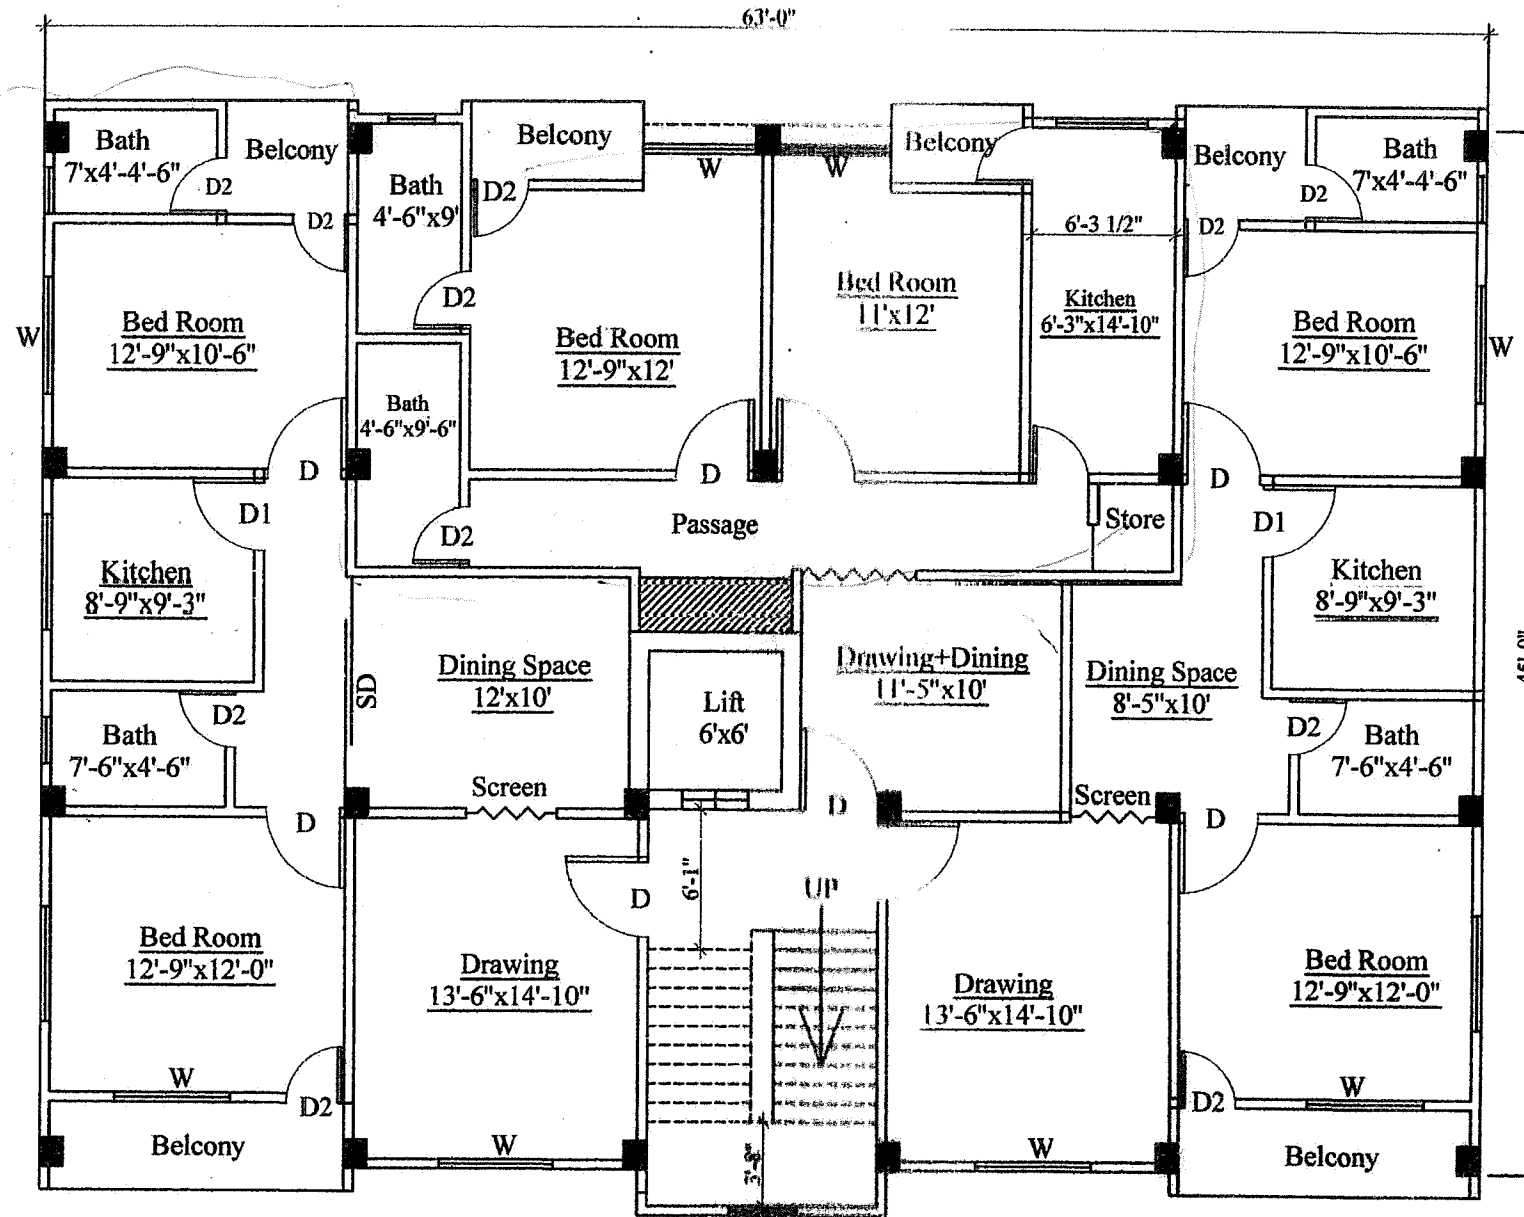 63'-0"
Bath
7'x4'-4'-6"
D2
Belcony
D2
Bath
4'-6"x9'
Belcony
D2
W
W
Belcony
6'-3 1/2"
Belcony
D2
Bath
7'x4'-4'-6"
D2
W
Bed Room
12'-9"x10'-6"
D2
Bed Room
12'-9"x12'
Bed Room
11'x12'
Kitchen
6'-3"x14'-10"
Bed Room
12'-9"x10'-6"
W
Bath
4'-6"x9'-6"
D
D
D
D1
D2
Passage
Store
D1
Kitchen
8'-9"x9'-3"
Kitchen
8'-9"x9'-3"
SD
Dining Space
12'x10'
Lift
6'x6'
Drawing+Dining
11'-5"x10'
Dining Space
8'-5"x10'
45'-0"
D2
Bath
7'-6"x4'-6"
D2
Bath
7'-6"x4'-6"
Screen
Screen
D
D
D
D
6'-1"
UP
Bed Room
12'-9"x12'-0"
Drawing
13'-6"x14'-10"
Drawing
13'-6"x14'-10"
Bed Room
12'-9"x12'-0"
W
D2
D2
W
Belcony
W
3'-8"
W
Belcony